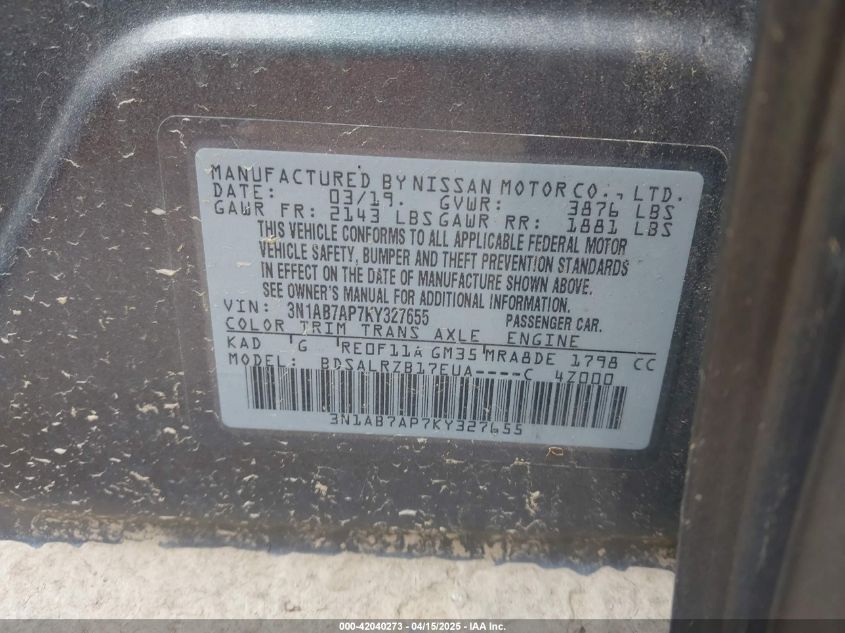 MANUFACTURED BY NISSAN MOTOR CO., LTD.
DATE: 03/19. GVWR: 3876 LBS
GAWR FR: 2143 LBS GAWR RR: 1881 LBS
THIS VEHICLE CONFORMS TO ALL APPLICABLE FEDERAL MOTOR
VEHICLE SAFETY, BUMPER AND THEFT PREVENTION STANDARDS
IN EFFECT ON THE DATE OF MANUFACTURE SHOWN ABOVE.
SEE OWNER'S MANUAL FOR ADDITIONAL INFORMATION.
VIN: 3N1AB7AP7KY327655 PASSENGER CAR.
COLOR TRIM TRANS AXLE ENGINE
KAD G RE0F11A GM35 MRA8DE 1798 CC
MODEL: BDSALRZB17EUA----C 4Z000
3N1AB7AP7KY327655
000-42040273 - 04/15/2025 - IAA Inc.